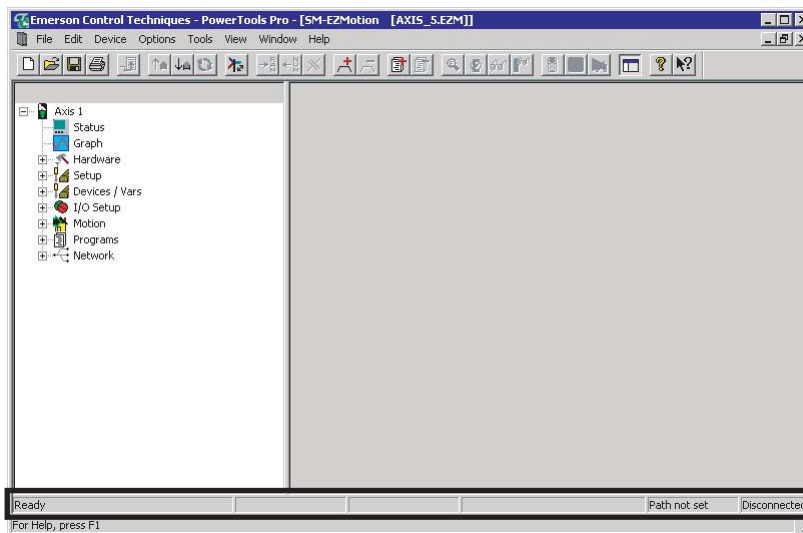 Emerson Control Techniques - PowerTools Pro - [SM-EZMotion [AXIS_5.EZM]]
File Edit Device Options Tools View Window Help
Axis 1
Status
Graph
Hardware
Setup
Devices / Vars
I/O Setup
Motion
Programs
Network
Ready Path not set Disconnected
For Help, press F1